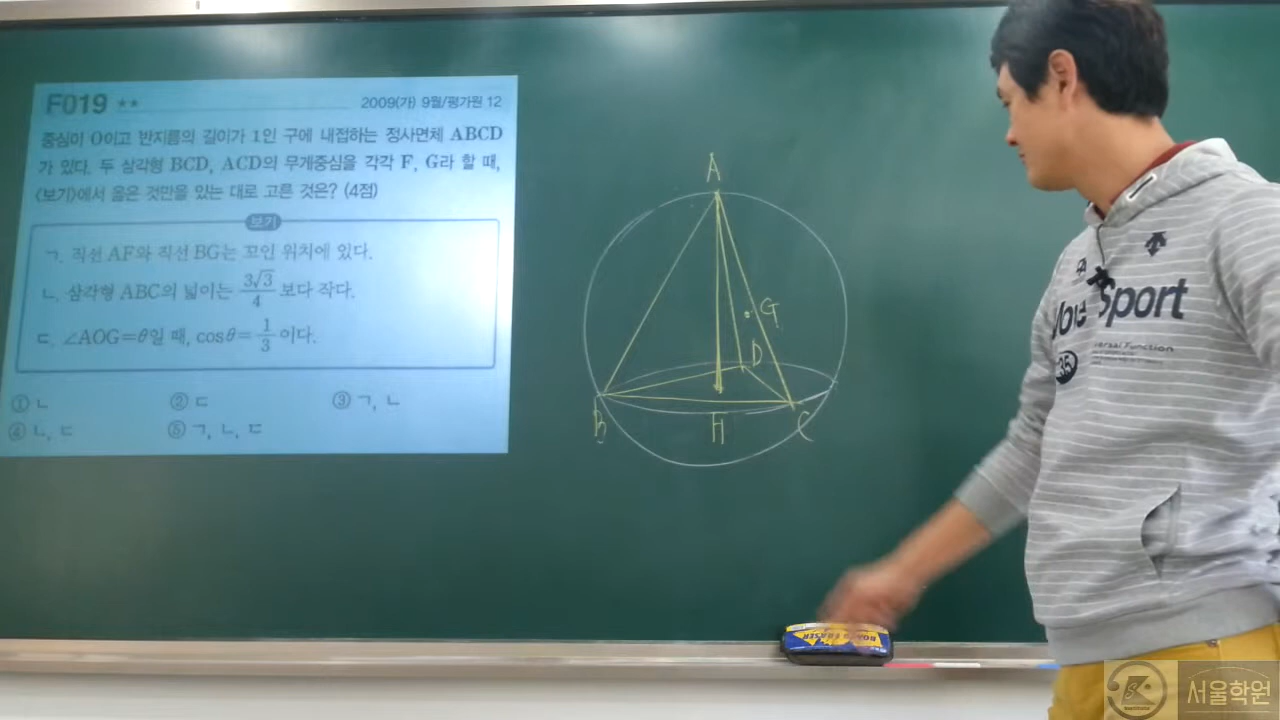 F019 ★★
2009(가) 9월/평가원 12
중심이 O이고 반지름의 길이가 1인 구에 내접하는 정사면체 ABCD
가 있다. 두 삼각형 BCD, ACD의 무게중심을 각각 F, G라 할 때,
<보기>에서 옳은 것만을 있는 대로 고른 것은? (4점)
보기
ㄱ. 직선 AF와 직선 BG는 꼬인 위치에 있다.
ㄴ. 삼각형 ABC의 넓이는 3√3/4 보다 작다.
ㄷ. ∠AOG=θ일 때, cosθ=1/3이다.
① ㄴ ② ㄷ ③ ㄱ, ㄴ
④ ㄴ, ㄷ ⑤ ㄱ, ㄴ, ㄷ
A
G
D
B
H
C
Sport
35
BOARD ERASER
서울학원